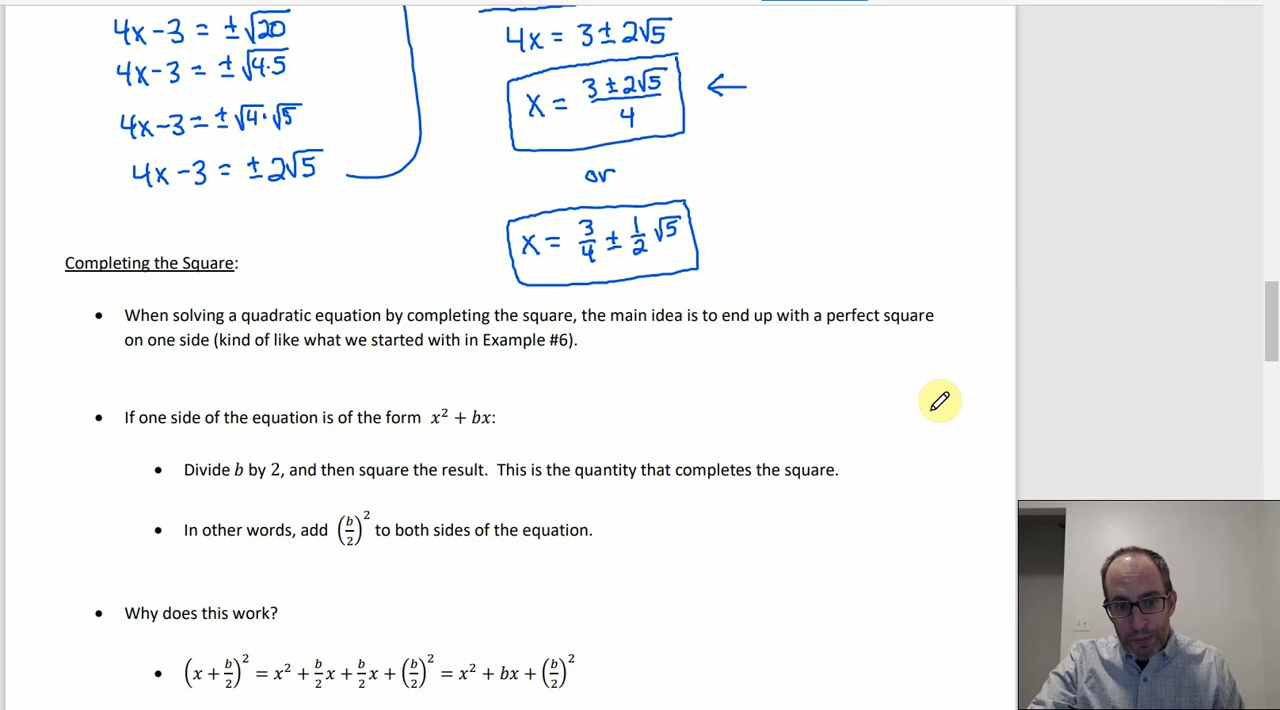 4x-3 = ±√20
4x-3 = ±√4·5
4x-3 = ±√4·√5
4x-3 = ±2√5
4x = 3±2√5
x = (3±2√5)/4 ←
or
x = 3/4 ± 1/2 √5
Completing the Square:
• When solving a quadratic equation by completing the square, the main idea is to end up with a perfect square
on one side (kind of like what we started with in Example #6).
• If one side of the equation is of the form x² + bx:
• Divide b by 2, and then square the result. This is the quantity that completes the square.
• In other words, add (b/2)² to both sides of the equation.
• Why does this work?
• (x + b/2)² = x² + b/2 x + b/2 x + (b/2)² = x² + bx + (b/2)²